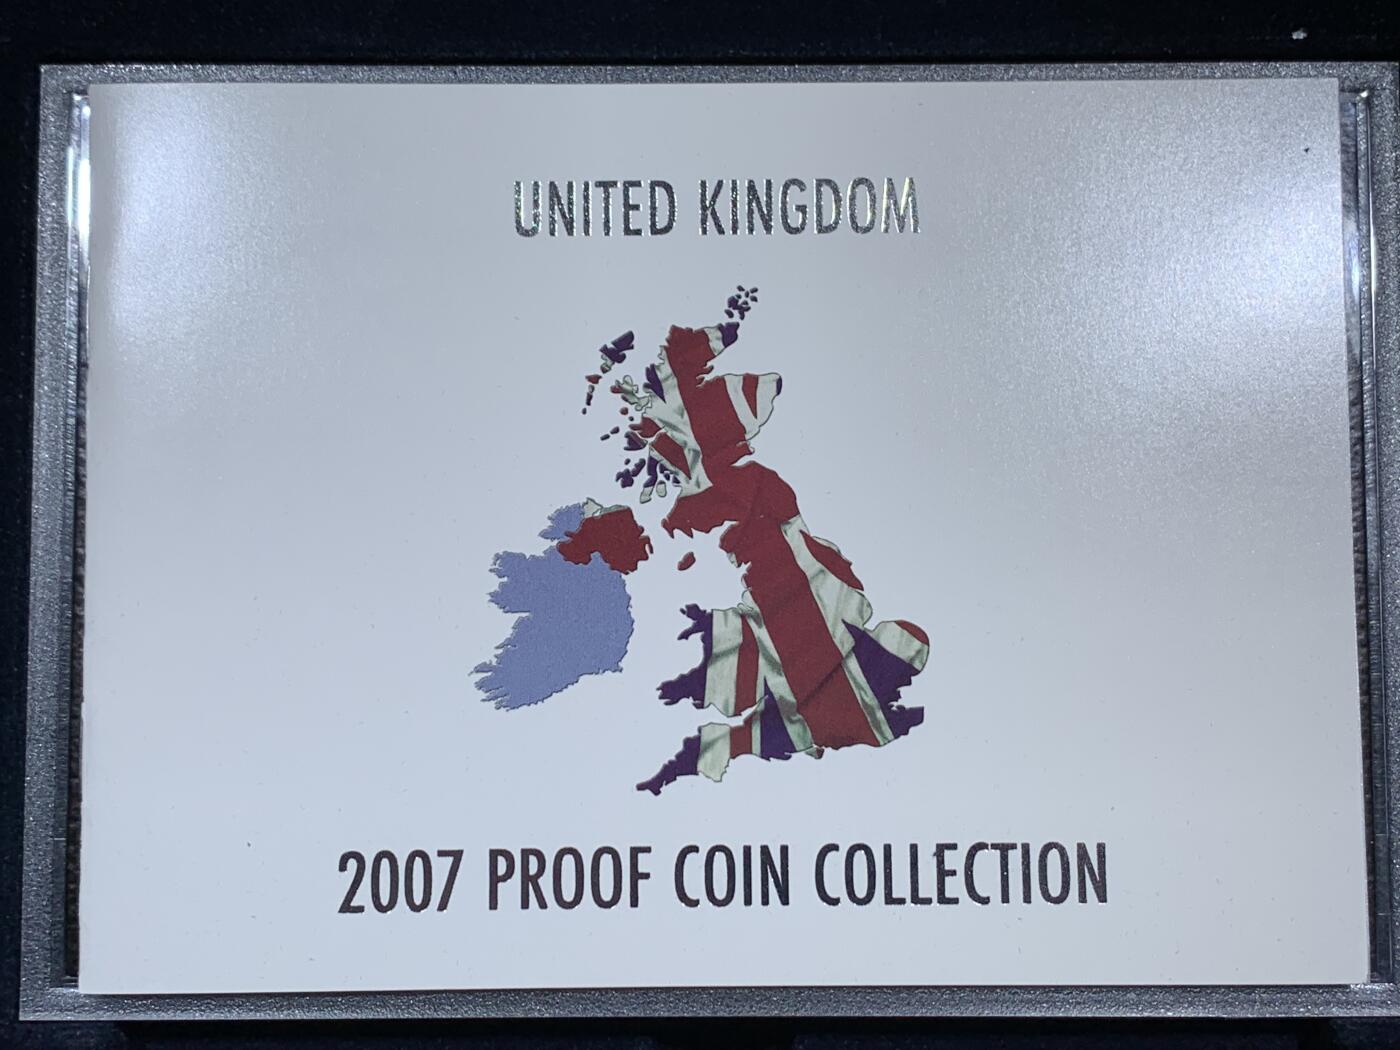 UNITED KINGDOM
2007 PROOF COIN COLLECTION